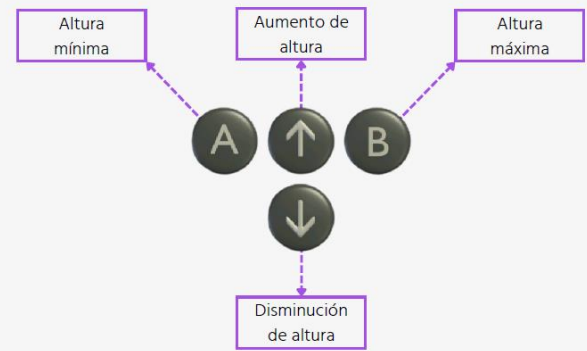 Altura
mínima
Aumento de
altura
Altura
máxima
A
↑
B
↓
Disminución
de altura